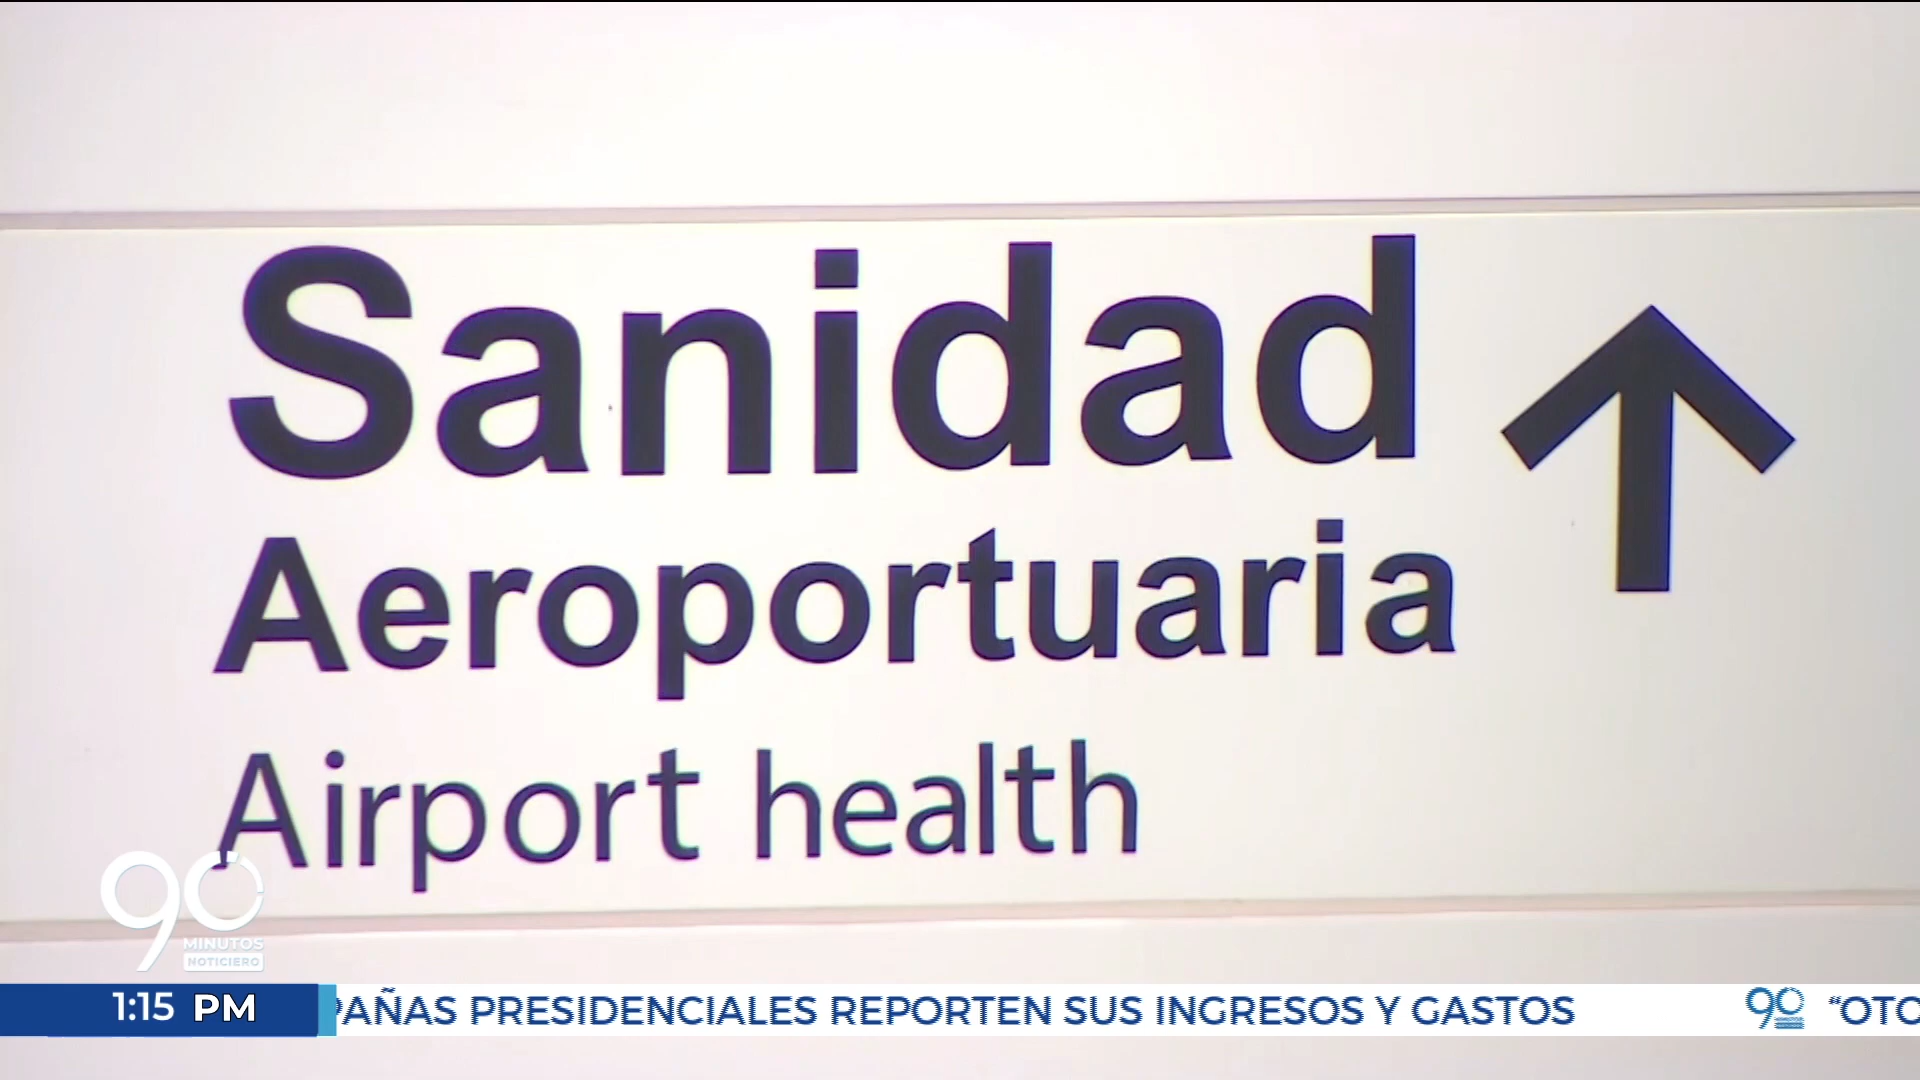 Sanidad
Aeroportuaria
Airport health
90
MINUTOS
NOTICIERO
1:15 PM
PAÑAS PRESIDENCIALES REPORTEN SUS INGRESOS Y GASTOS
90 “OTO